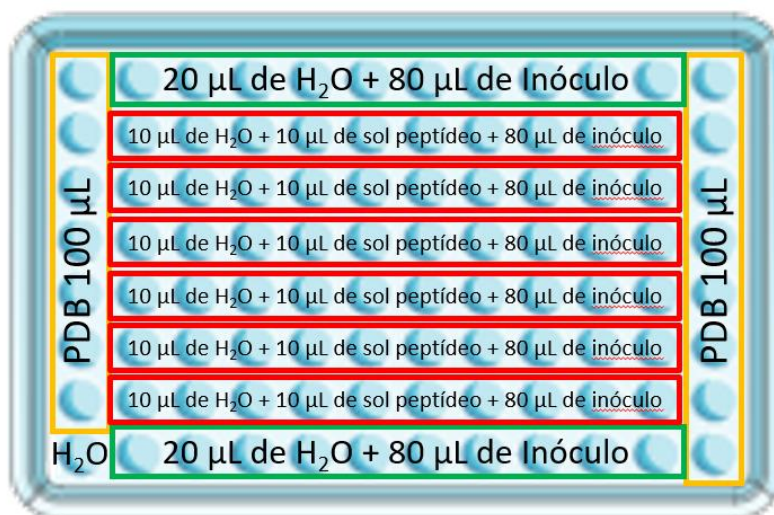 PDB 100 µL
20 µL de H₂O + 80 µL de Inóculo
10 µL de H₂O + 10 µL de sol peptídeo + 80 µL de inóculo
10 µL de H₂O + 10 µL de sol peptídeo + 80 µL de inóculo
10 µL de H₂O + 10 µL de sol peptídeo + 80 µL de inóculo
10 µL de H₂O + 10 µL de sol peptídeo + 80 µL de inóculo
10 µL de H₂O + 10 µL de sol peptídeo + 80 µL de inóculo
10 µL de H₂O + 10 µL de sol peptídeo + 80 µL de inóculo
H₂O
20 µL de H₂O + 80 µL de Inóculo
PDB 100 µL